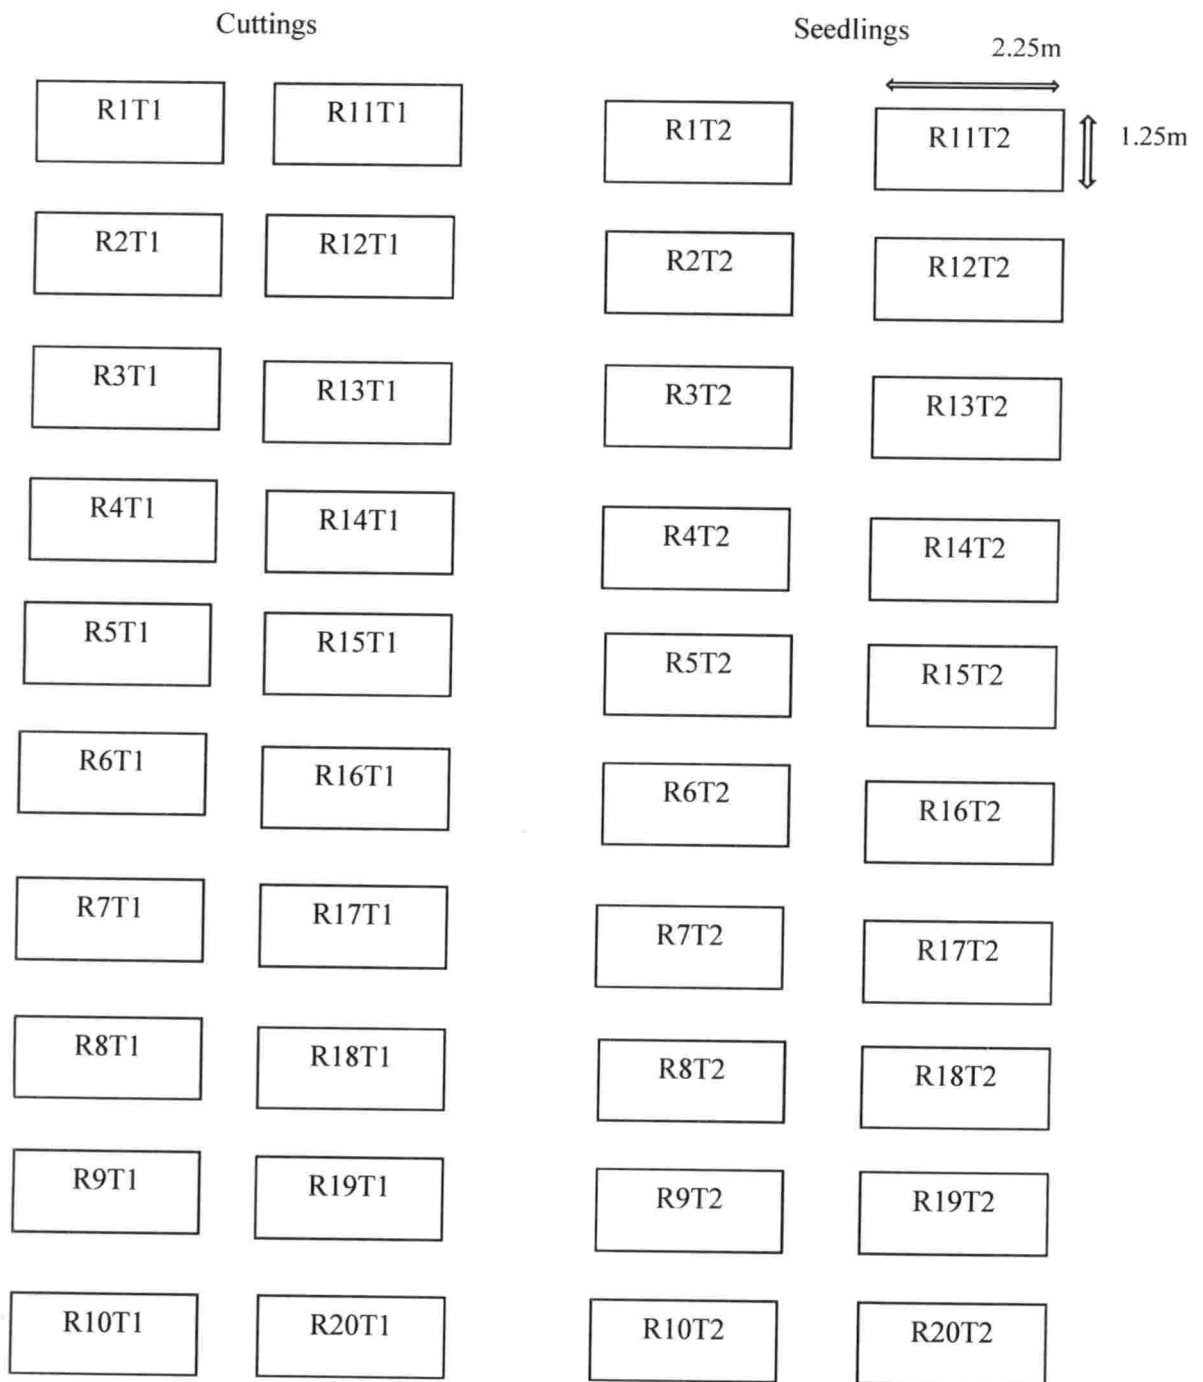 Cuttings
Seedlings
2.25m
R1T1 R11T1 R1T2 R11T2 1.25m
R2T1 R12T1 R2T2 R12T2
R3T1 R13T1 R3T2 R13T2
R4T1 R14T1 R4T2 R14T2
R5T1 R15T1 R5T2 R15T2
R6T1 R16T1 R6T2 R16T2
R7T1 R17T1 R7T2 R17T2
R8T1 R18T1 R8T2 R18T2
R9T1 R19T1 R9T2 R19T2
R10T1 R20T1 R10T2 R20T2